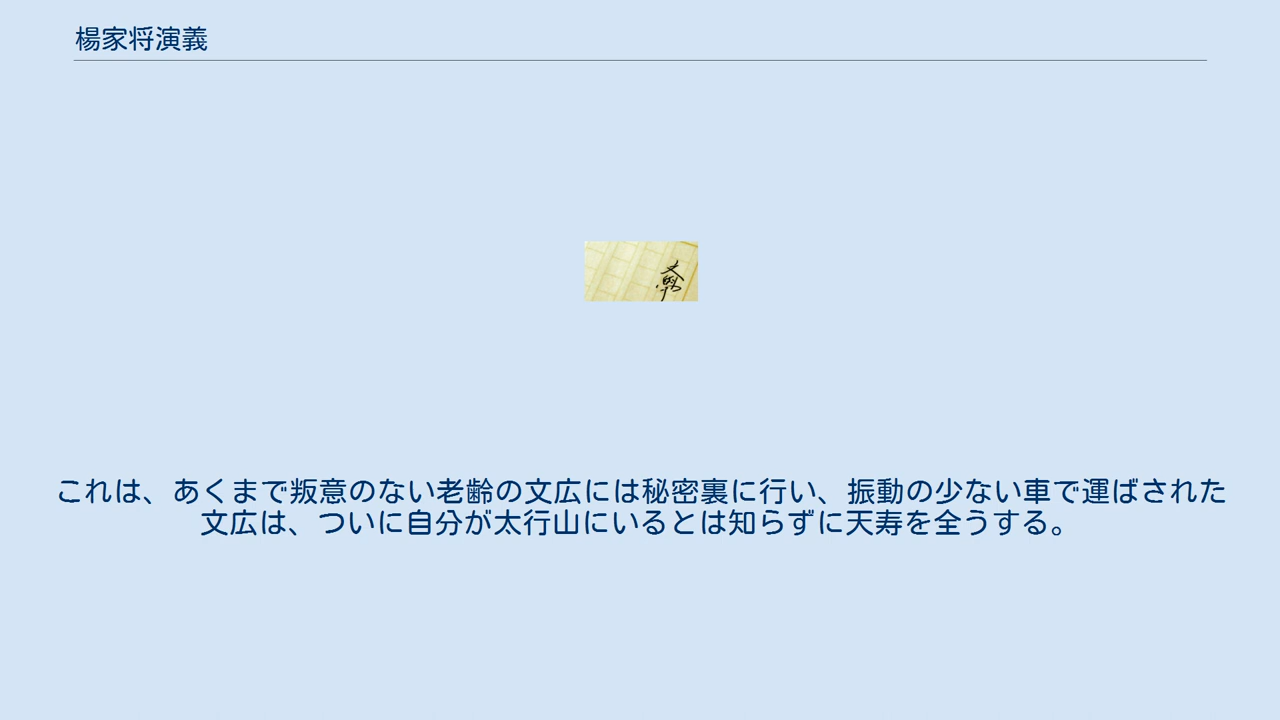 楊家将演義
これは、あくまで叛意のない老齢の文広には秘密裏に行い、振動の少ない車で運ばされた
文広は、ついに自分が太行山にいるとは知らずに天寿を全うする。